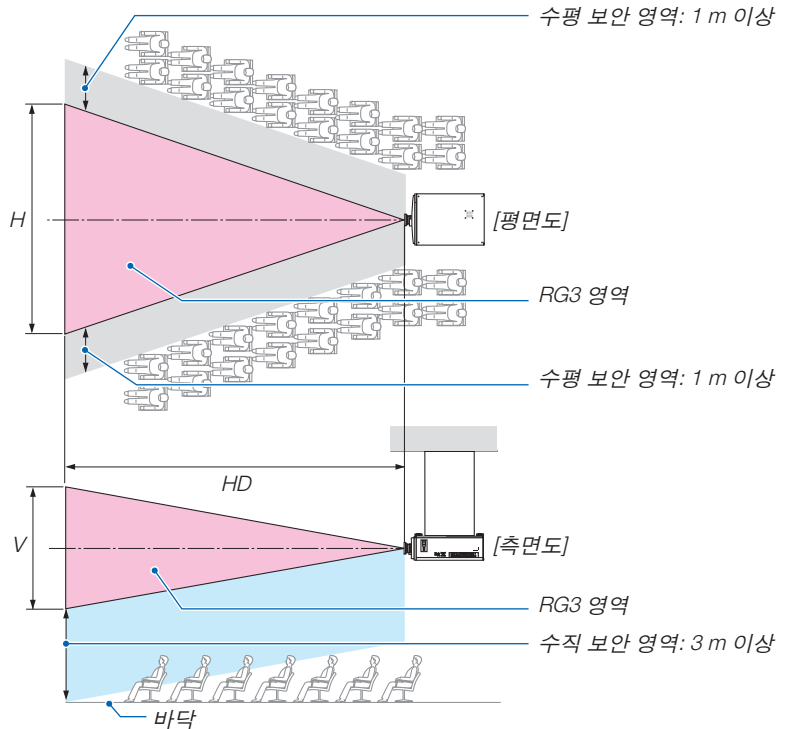 수평 보안 영역: 1 m 이상
H
[평면도]
RG3 영역
수평 보안 영역: 1 m 이상
HD
V
[측면도]
RG3 영역
수직 보안 영역: 3 m 이상
바닥